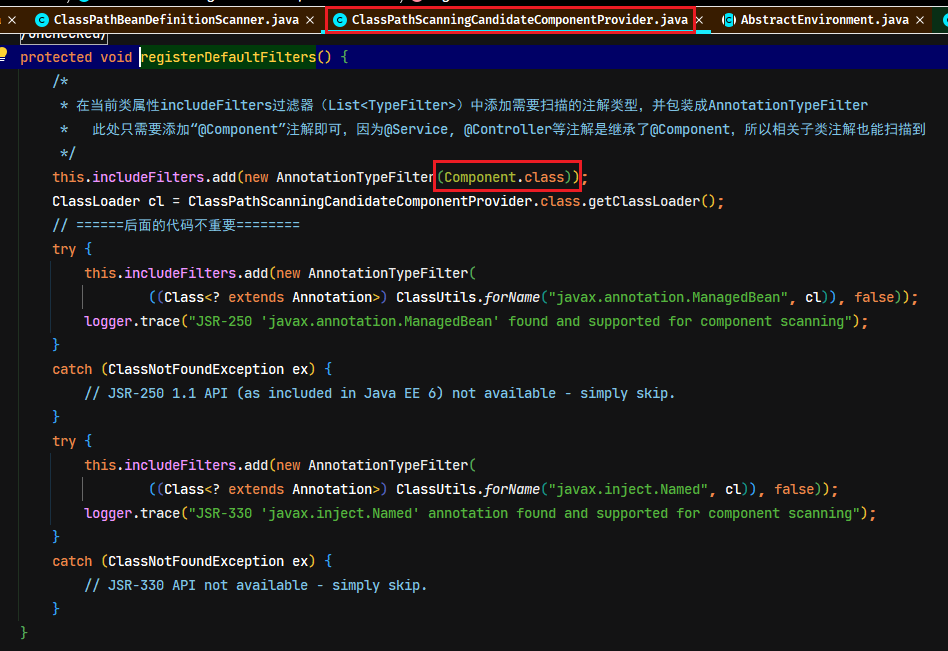 ClassPathBeanDefinitionScanner.java × ClassPathScanningCandidateComponentProvider.java × AbstractEnvironment.java ×
/unchecked/
protected void registerDefaultFilters() {
/*
* 在当前类属性includeFilters过滤器（List<TypeFilter>）中添加需要扫描的注解类型，并包装成AnnotationTypeFilter
* 此处只需要添加“@Component”注解即可，因为@Service, @Controller等注解是继承了@Component，所以相关子类注解也能扫描到
*/
this.includeFilters.add(new AnnotationTypeFilter(Component.class));
ClassLoader cl = ClassPathScanningCandidateComponentProvider.class.getClassLoader();
// ======后面的代码不重要========
try {
this.includeFilters.add(new AnnotationTypeFilter(
((Class<? extends Annotation>) ClassUtils.forName("javax.annotation.ManagedBean", cl)), false));
logger.trace("JSR-250 'javax.annotation.ManagedBean' found and supported for component scanning");
}
catch (ClassNotFoundException ex) {
// JSR-250 1.1 API (as included in Java EE 6) not available - simply skip.
}
try {
this.includeFilters.add(new AnnotationTypeFilter(
((Class<? extends Annotation>) ClassUtils.forName("javax.inject.Named", cl)), false));
logger.trace("JSR-330 'javax.inject.Named' annotation found and supported for component scanning");
}
catch (ClassNotFoundException ex) {
// JSR-330 API not available - simply skip.
}
}